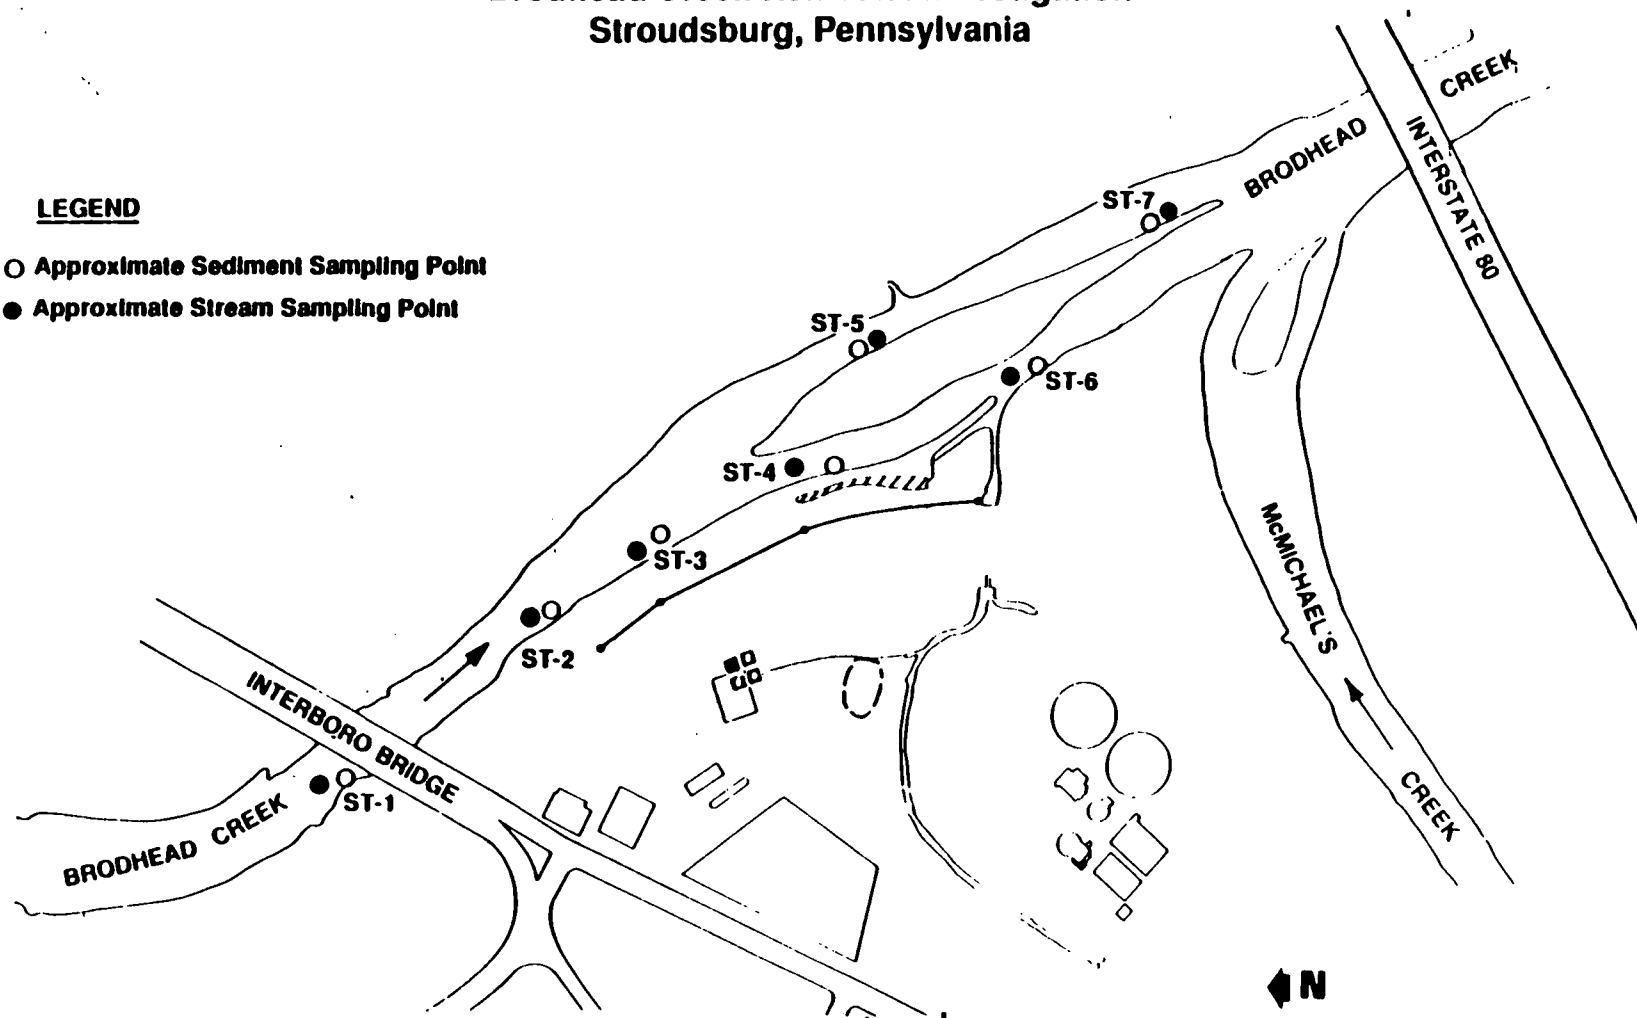 Stroudsburg, Pennsylvania
CREEK
BRODHEAD
INTERSTATE 80
LEGEND
Approximate Sediment Sampling Point
Approximate Stream Sampling Point
ST-7
ST-5
ST-6
ST-4
ST-3
ST-2
McMICHAEL'S
CREEK
INTERBORO BRIDGE
ST-1
BRODHEAD CREEK
N